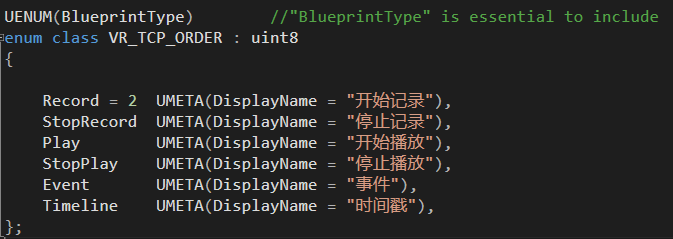 UENUM(BlueprintType)        //"BlueprintType" is essential to include
enum class VR_TCP_ORDER : uint8
{
    Record = 2  UMETA(DisplayName = "开始记录"),
    StopRecord  UMETA(DisplayName = "停止记录"),
    Play        UMETA(DisplayName = "开始播放"),
    StopPlay    UMETA(DisplayName = "停止播放"),
    Event       UMETA(DisplayName = "事件"),
    Timeline    UMETA(DisplayName = "时间戳"),
};